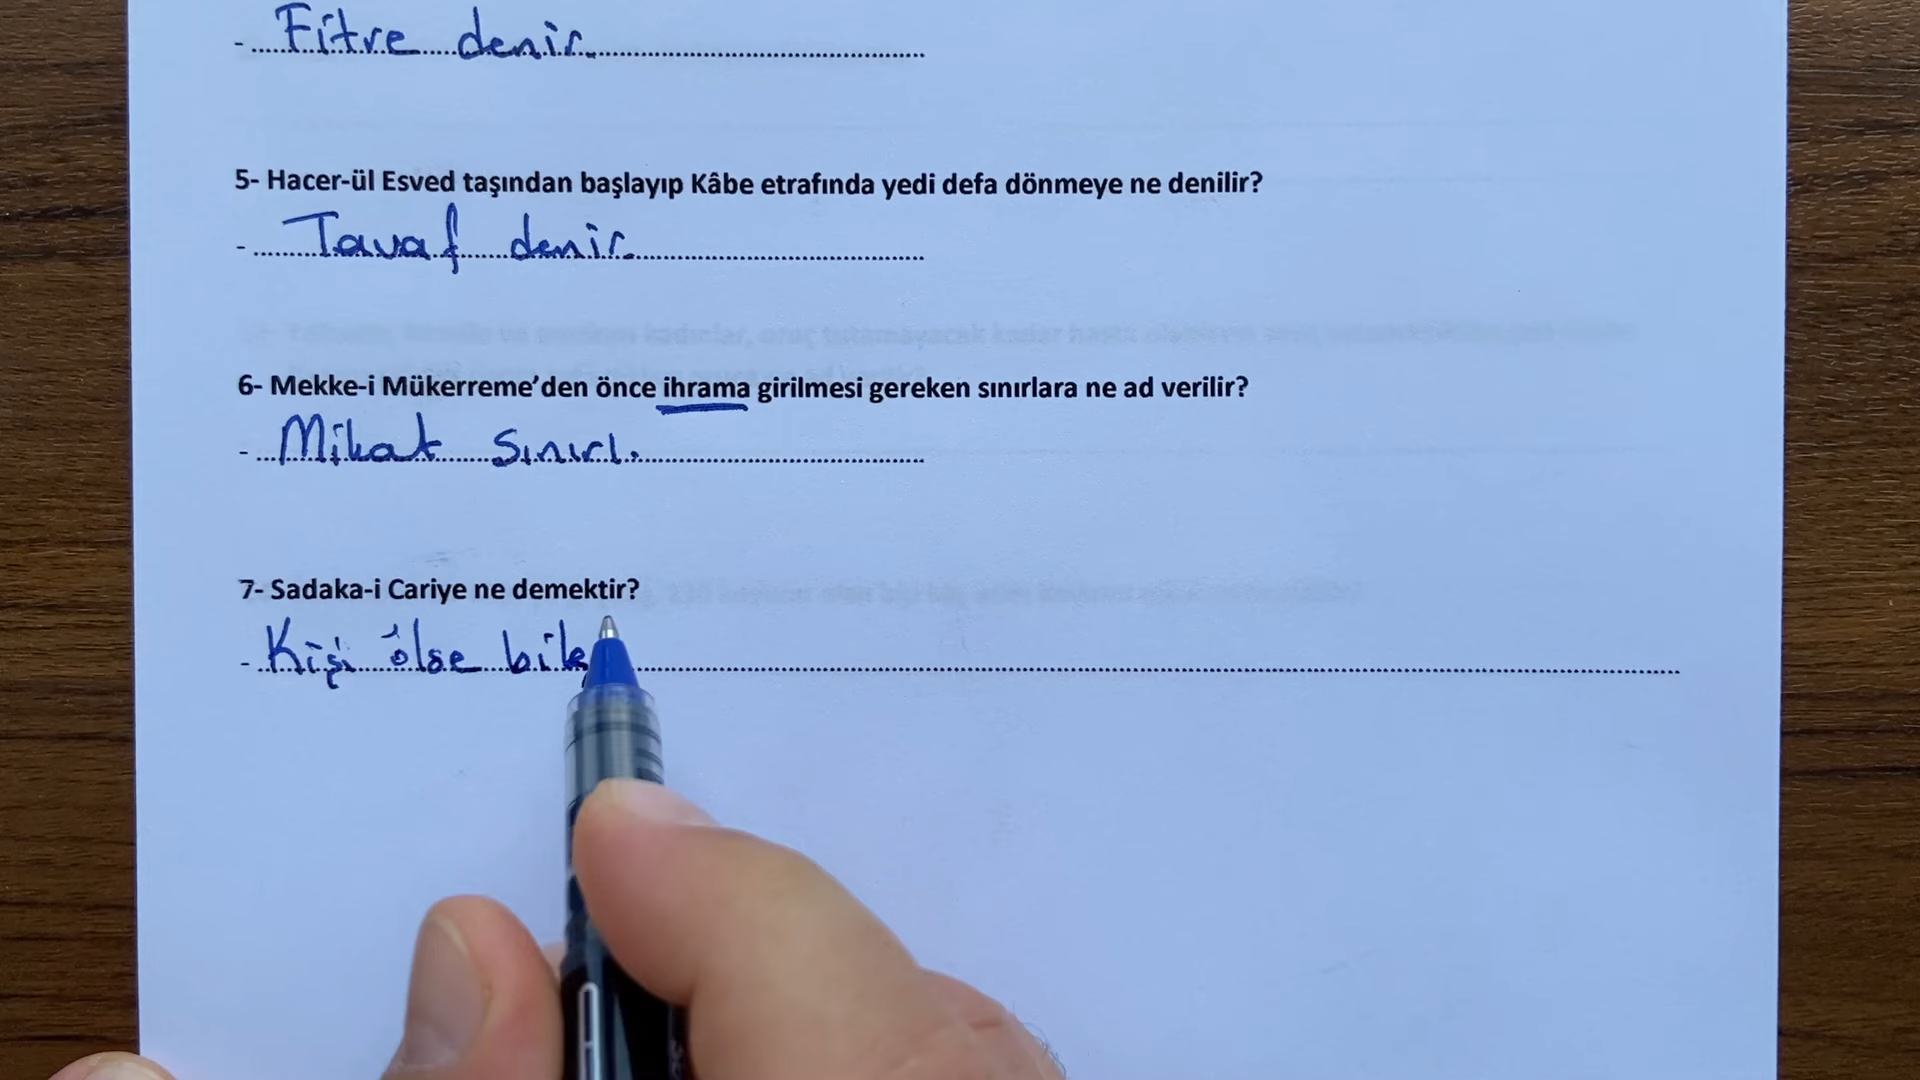 - Fitre denir.
5- Hacer-ül Esved taşından başlayıp Kâbe etrafında yedi defa dönmeye ne denilir?
- Tavaf denir.
6- Mekke-i Mükerreme’den önce ihrama girilmesi gereken sınırlara ne ad verilir?
- Mikat sınırı.
7- Sadaka-i Cariye ne demektir?
- Kişi ölse bile